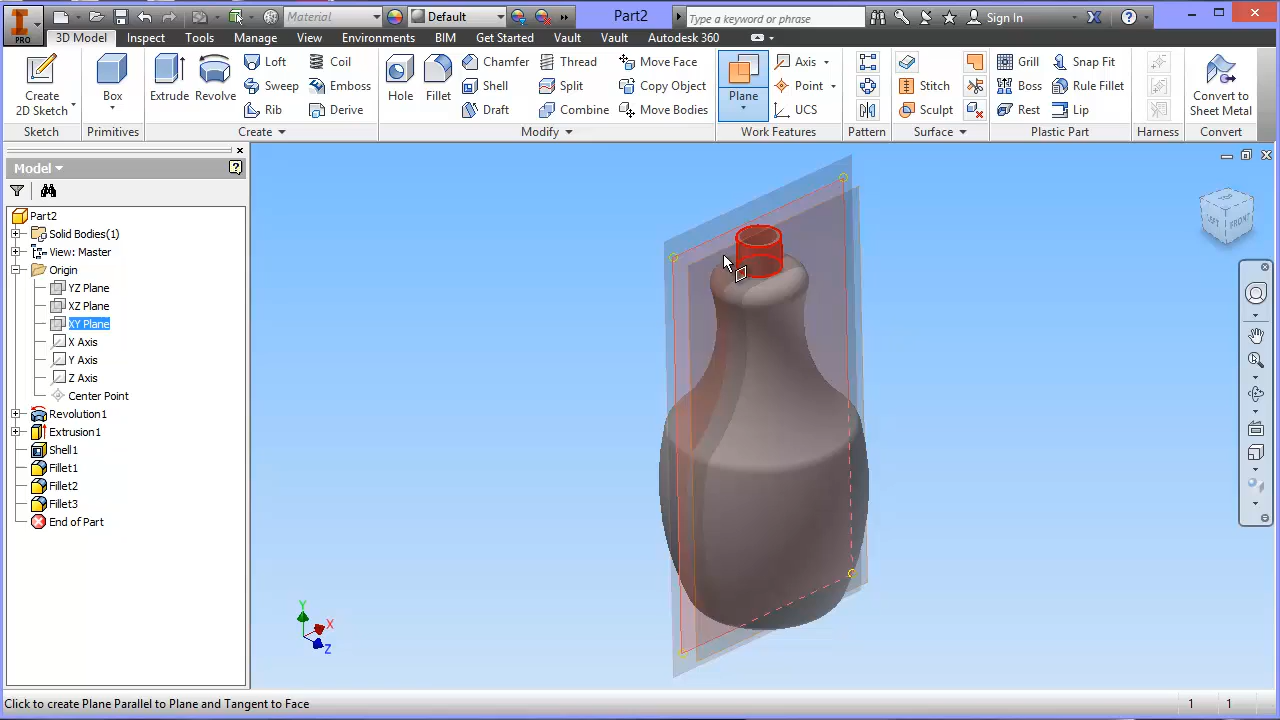 Material
Default
Part2
Type a keyword or phrase
Sign In
PRO
3D Model Inspect Tools Manage View Environments BIM Get Started Vault Vault Autodesk 360
Create
2D Sketch
Box
Extrude
Revolve
Loft
Sweep
Rib
Coil
Emboss
Derive
Hole
Fillet
Chamfer
Shell
Draft
Thread
Split
Combine
Move Face
Copy Object
Move Bodies
Plane
Axis
Point
UCS
Stitch
Sculpt
Grill
Boss
Rest
Snap Fit
Rule Fillet
Lip
Convert to
Sheet Metal
Sketch Primitives Create Modify Work Features Pattern Surface Plastic Part Harness Convert
Model
Part2
Solid Bodies(1)
View: Master
Origin
YZ Plane
XZ Plane
XY Plane
X Axis
Y Axis
Z Axis
Center Point
Revolution1
Extrusion1
Shell1
Fillet1
Fillet2
Fillet3
End of Part
LEFT
FRONT
Y
X
Z
Click to create Plane Parallel to Plane and Tangent to Face
1 1